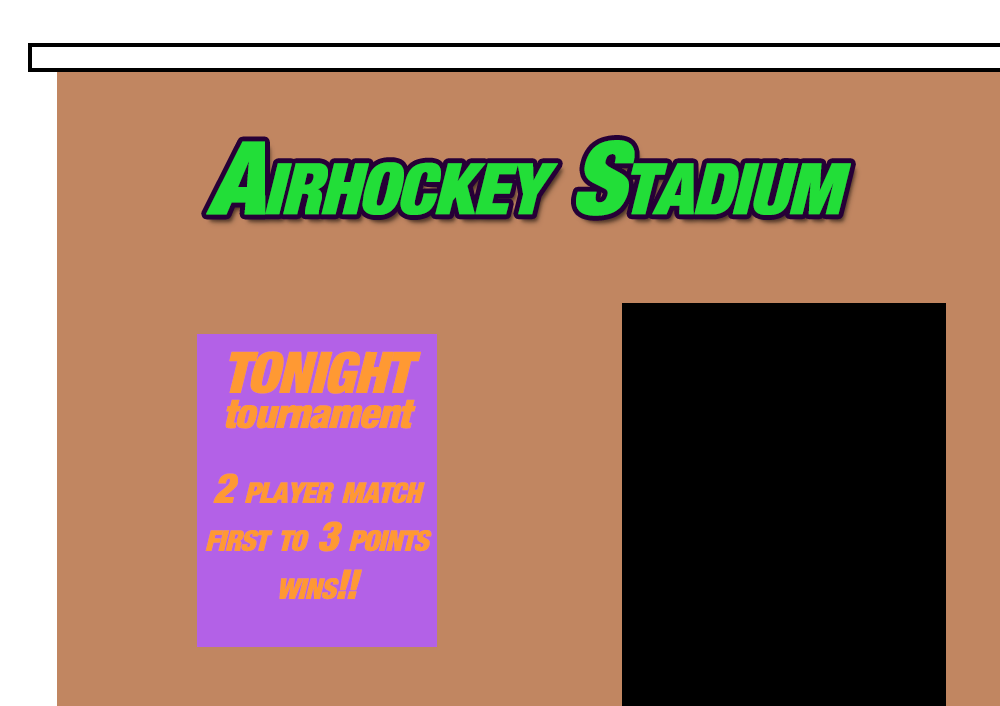 AIRHOCKEY STADIUM
TONIGHT
tournament
2 PLAYER MATCH
FIRST TO 3 POINTS
WINS!!